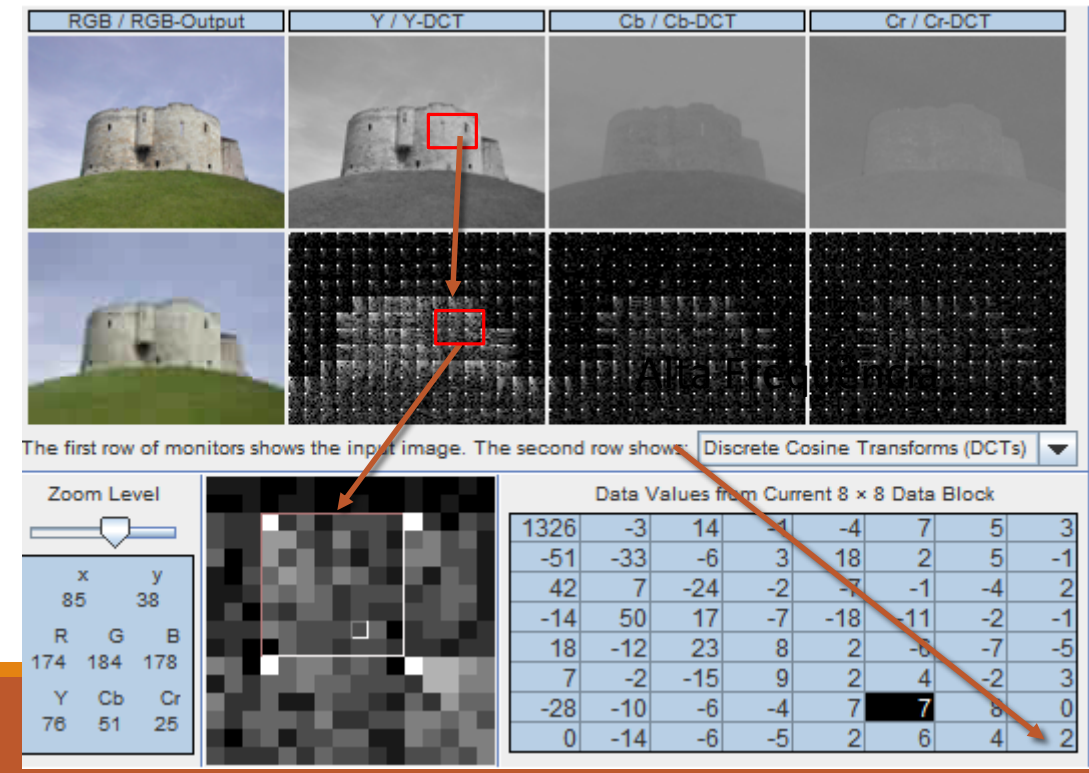 RGB / RGB-Output
Y / Y-DCT
Cb / Cb-DCT
Cr / Cr-DCT
Alta Frequência
The first row of monitors shows the input image. The second row shows: Discrete Cosine Transforms (DCTs)
Zoom Level
x y
85 38
R G B
174 184 178
Y Cb Cr
76 51 25
Data Values from Current 8 × 8 Data Block
1326 -3 14 -1 -4 7 5 3
-51 -33 -6 3 18 2 5 -1
42 7 -24 -2 -7 -1 -4 2
-14 50 17 -7 -18 -11 -2 -1
18 -12 23 8 2 -6 -7 -5
7 -2 -15 9 2 4 -2 3
-28 -10 -6 -4 7 7 8 0
0 -14 -6 -5 2 6 4 2